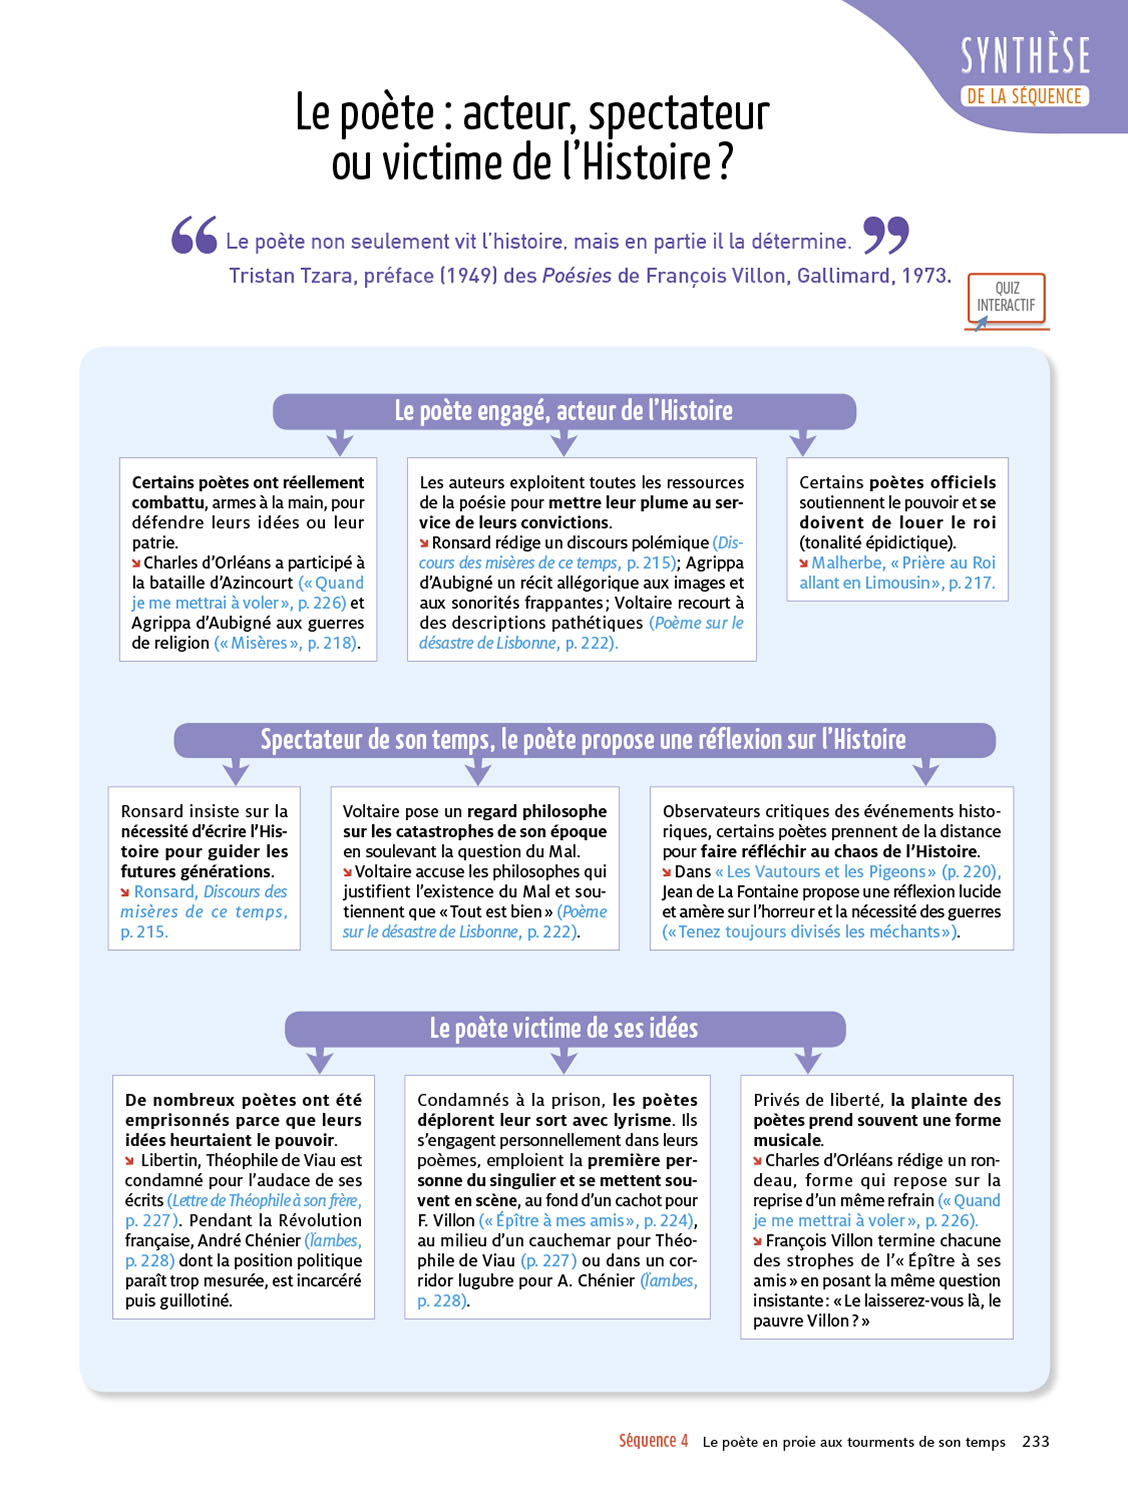 SYNTHÈSE
DE LA SÉQUENCE
Le poète : acteur, spectateur
ou victime de l’Histoire ?
“ Le poète non seulement vit l’histoire, mais en partie il la détermine. ”
Tristan Tzara, préface (1949) des Poésies de François Villon, Gallimard, 1973.
QUIZ
INTERACTIF
Le poète engagé, acteur de l’Histoire
Certains poètes ont réellement
combattu, armes à la main, pour
défendre leurs idées ou leur
patrie.
↘ Charles d’Orléans a participé à
la bataille d’Azincourt (« Quand
je me mettrai à voler », p. 226) et
Agrippa d’Aubigné aux guerres
de religion (« Misères », p. 218).
Les auteurs exploitent toutes les ressources
de la poésie pour mettre leur plume au ser-
vice de leurs convictions.
↘ Ronsard rédige un discours polémique (Dis-
cours des misères de ce temps, p. 215) ; Agrippa
d’Aubigné un récit allégorique aux images et
aux sonorités frappantes ; Voltaire recourt à
des descriptions pathétiques (Poème sur le
désastre de Lisbonne, p. 222).
Certains poètes officiels
soutiennent le pouvoir et se
doivent de louer le roi
(tonalité épidictique).
↘ Malherbe, « Prière au Roi
allant en Limousin », p. 217.
Spectateur de son temps, le poète propose une réflexion sur l’Histoire
Ronsard insiste sur la
nécessité d’écrire l’His-
toire pour guider les
futures générations.
↘ Ronsard, Discours des
misères de ce temps,
p. 215.
Voltaire pose un regard philosophe
sur les catastrophes de son époque
en soulevant la question du Mal.
↘ Voltaire accuse les philosophes qui
justifient l’existence du Mal et sou-
tiennent que « Tout est bien » (Poème
sur le désastre de Lisbonne, p. 222).
Observateurs critiques des événements histo-
riques, certains poètes prennent de la distance
pour faire réfléchir au chaos de l’Histoire.
↘ Dans « Les Vautours et les Pigeons » (p. 220),
Jean de La Fontaine propose une réflexion lucide
et amère sur l’horreur et la nécessité des guerres
(« Tenez toujours divisés les méchants »).
Le poète victime de ses idées
De nombreux poètes ont été
emprisonnés parce que leurs
idées heurtaient le pouvoir.
↘ Libertin, Théophile de Viau est
condamné pour l’audace de ses
écrits (Lettre de Théophile à son frère,
p. 227). Pendant la Révolution
française, André Chénier (Ïambes,
p. 228) dont la position politique
paraît trop mesurée, est incarcéré
puis guillotiné.
Condamnés à la prison, les poètes
déplorent leur sort avec lyrisme. Ils
s’engagent personnellement dans leurs
poèmes, emploient la première per-
sonne du singulier et se mettent sou-
vent en scène, au fond d’un cachot pour
F. Villon (« Épître à mes amis », p. 224),
au milieu d’un cauchemar pour Théo-
phile de Viau (p. 227) ou dans un cor-
ridor lugubre pour A. Chénier (Ïambes,
p. 228).
Privés de liberté, la plainte des
poètes prend souvent une forme
musicale.
↘ Charles d’Orléans rédige un ron-
deau, forme qui repose sur la
reprise d’un même refrain (« Quand
je me mettrai à voler », p. 226).
↘ François Villon termine chacune
des strophes de l’« Épître à ses
amis » en posant la même question
insistante : « Le laisserez-vous là, le
pauvre Villon ? »
Séquence 4 Le poète en proie aux tourments de son temps 233